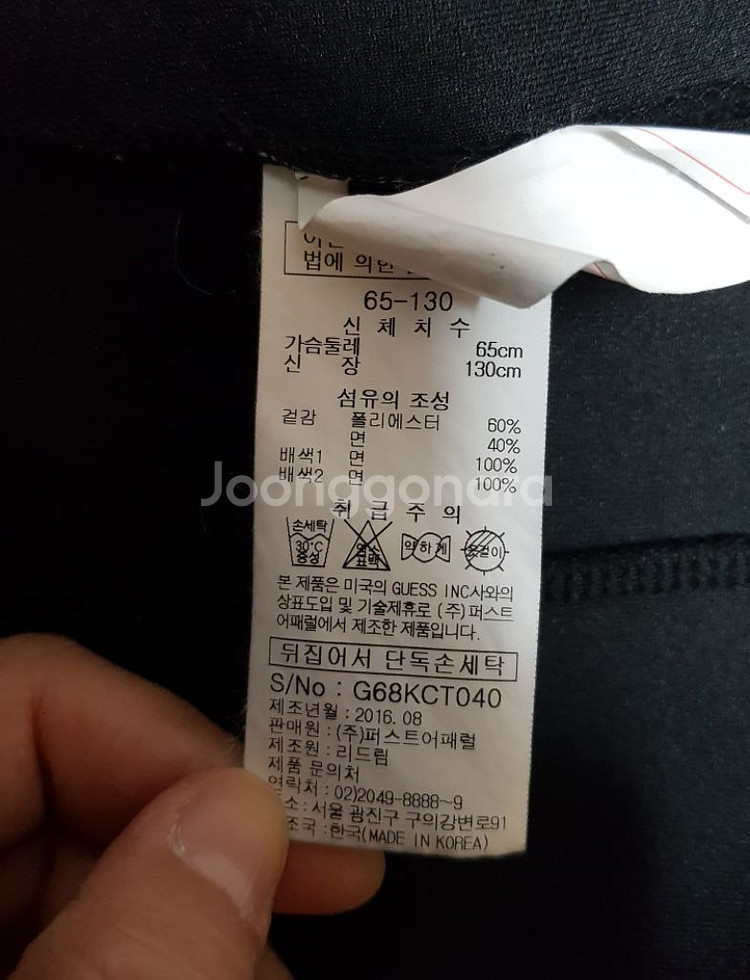 법에 의한
65-130
신 체 치 수
가슴둘레 65cm
신 장 130cm
섬유의 조성
겉감 폴리에스터 60%
면 40%
배색1 면 100%
배색2 면 100%
Joonggonara
취 급 주 의
손세탁 30°C 중성 염소 표백 약하게 옷걸이
본 제품은 미국의 GUESS INC사와의
상표도입 및 기술제휴로 (주)퍼스트
어패럴에서 제조한 제품입니다.
뒤집어서 단독손세탁
S/No : G68KCT040
제조년월 : 2016. 08
판매원 : (주)퍼스트어패럴
제조원 : 리드림
제품 문의처
연락처 : 02)2049-8888~9
소 : 서울 광진구 구의강변로91
조국 : 한국(MADE IN KOREA)